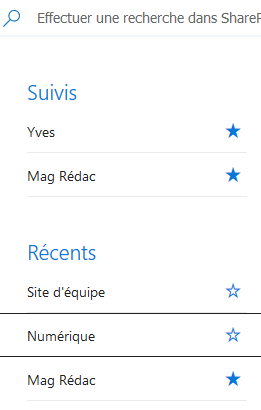 Effectuer une recherche dans ShareP
Suivis
Yves
Mag Rédac
Récents
Site d'équipe
Numérique
Mag Rédac